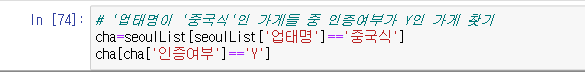 In [74]: # '업태명이 '중국식'인 가게들 중 인증여부가 Y인 가게 찾기
cha=seoulList[seoulList['업태명']=='중국식']
cha[cha['인증여부']=='Y']